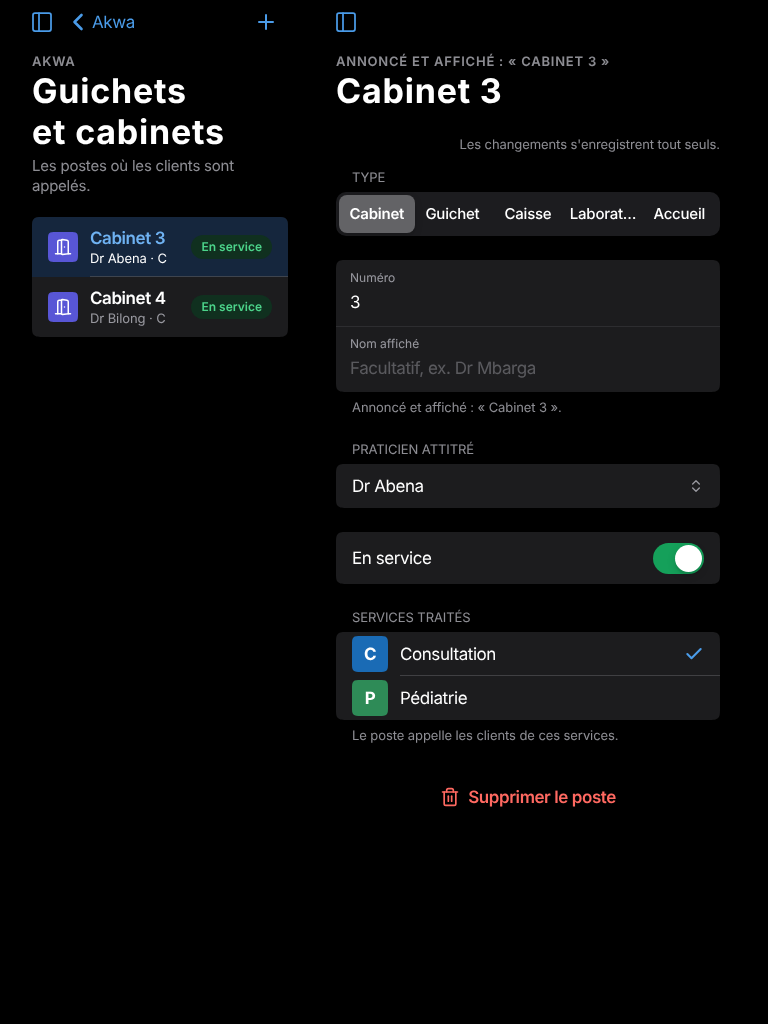 Akwa
AKWA
Guichets
et cabinets
Les postes où les clients sont
appelés.
Cabinet 3
Dr Abena · C
En service
Cabinet 4
Dr Bilong · C
En service
ANNONCÉ ET AFFICHÉ : « CABINET 3 »
Cabinet 3
Les changements s'enregistrent tout seuls.
TYPE
Cabinet
Guichet
Caisse
Laborat…
Accueil
Numéro
3
Nom affiché
Facultatif, ex. Dr Mbarga
Annoncé et affiché : « Cabinet 3 ».
PRATICIEN ATTITRÉ
Dr Abena
En service
SERVICES TRAITÉS
C Consultation
P Pédiatrie
Le poste appelle les clients de ces services.
Supprimer le poste